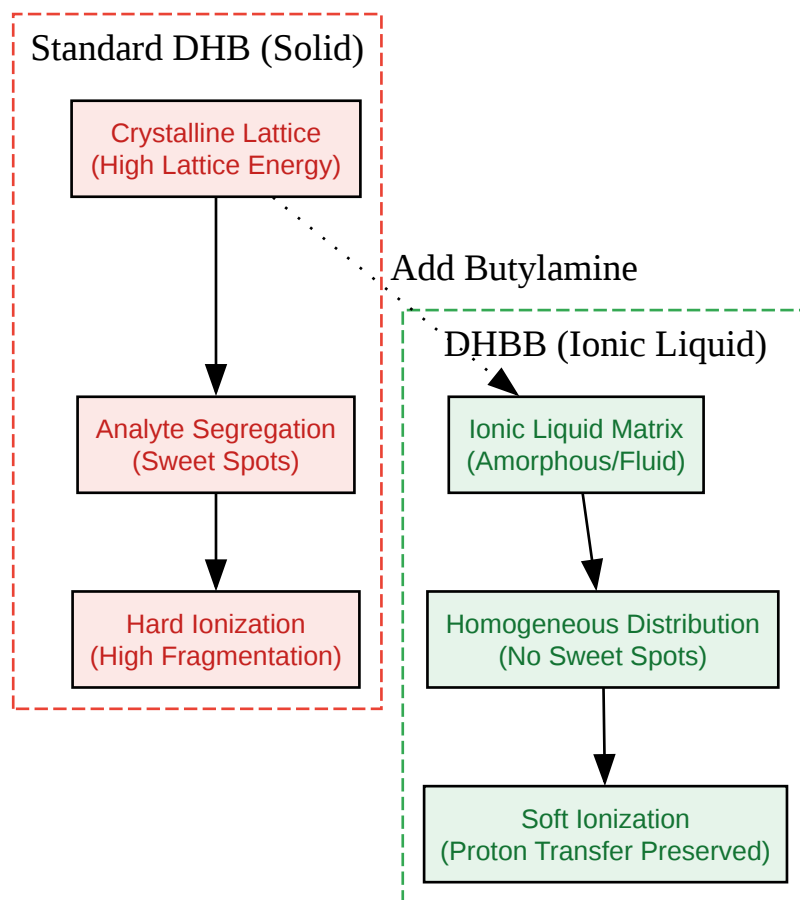 Standard DHB (Solid)
Crystalline Lattice
(High Lattice Energy)
Add Butylamine
DHBB (Ionic Liquid)
Analyte Segregation
(Sweet Spots)
Ionic Liquid Matrix
(Amorphous/Fluid)
Hard Ionization
(High Fragmentation)
Homogeneous Distribution
(No Sweet Spots)
Soft Ionization
(Proton Transfer Preserved)